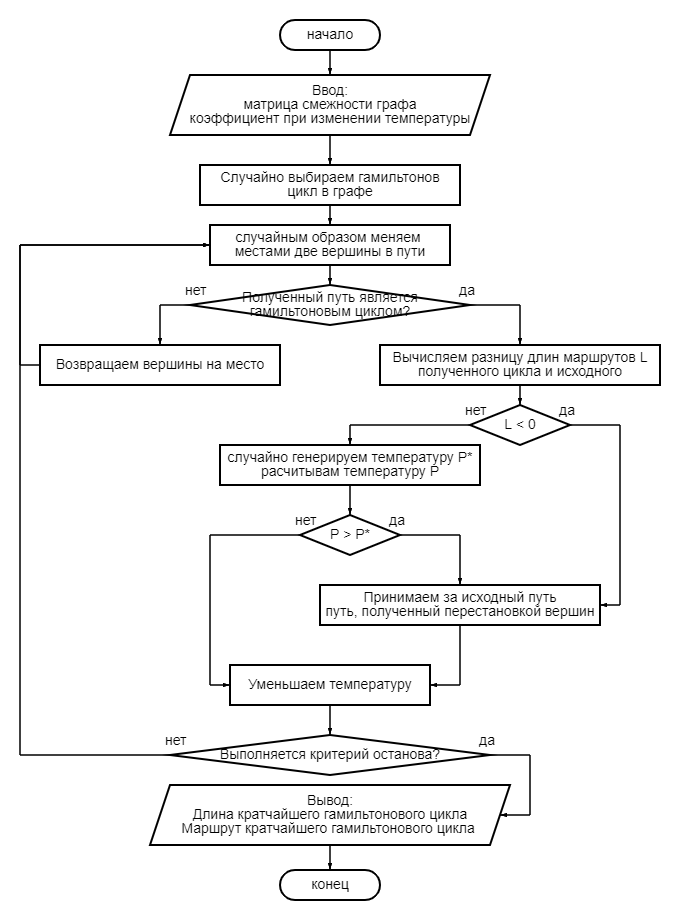 начало
Ввод:
матрица смежности графа
коэффициент при изменении температуры
Случайно выбираем гамильтонов
цикл в графе
случайным образом меняем
местами две вершины в пути
нет
да
Полученный путь является
гамильтоновым циклом?
Возвращаем вершины на место
Вычисляем разницу длин маршрутов L
полученного цикла и исходного
нет
да
L < 0
случайно генерируем температуру P*
расчитывам температуру P
нет
да
P > P*
Принимаем за исходный путь
путь, полученный перестановкой вершин
Уменьшаем температуру
нет
да
Выполняется критерий останова?
Вывод:
Длина кратчайшего гамильтонового цикла
Маршрут кратчайшего гамильтонового цикла
конец